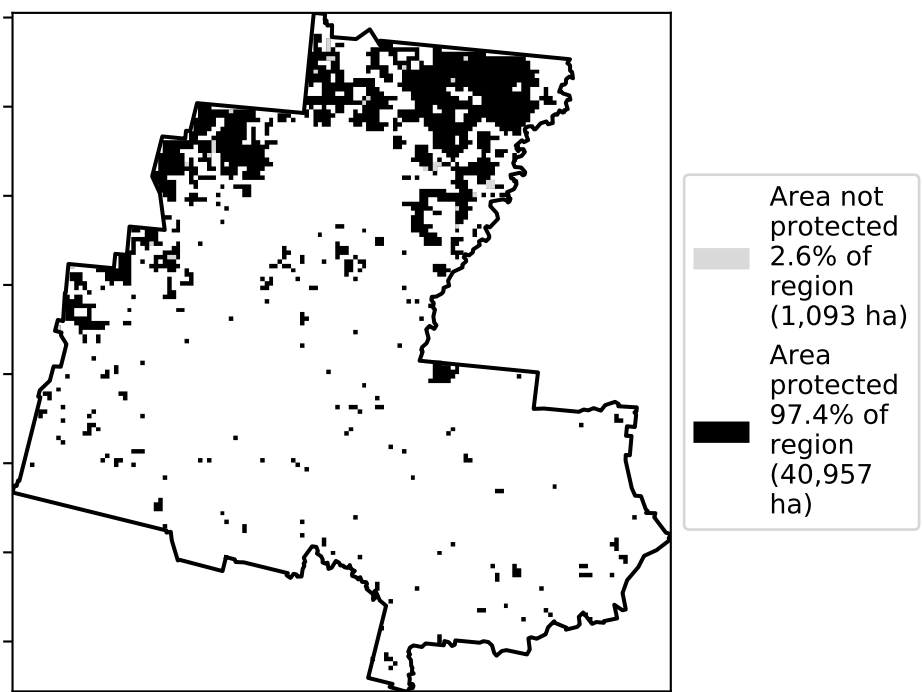 Area not
protected
2.6% of
region
(1,093 ha)
Area
protected
97.4% of
region
(40,957
ha)